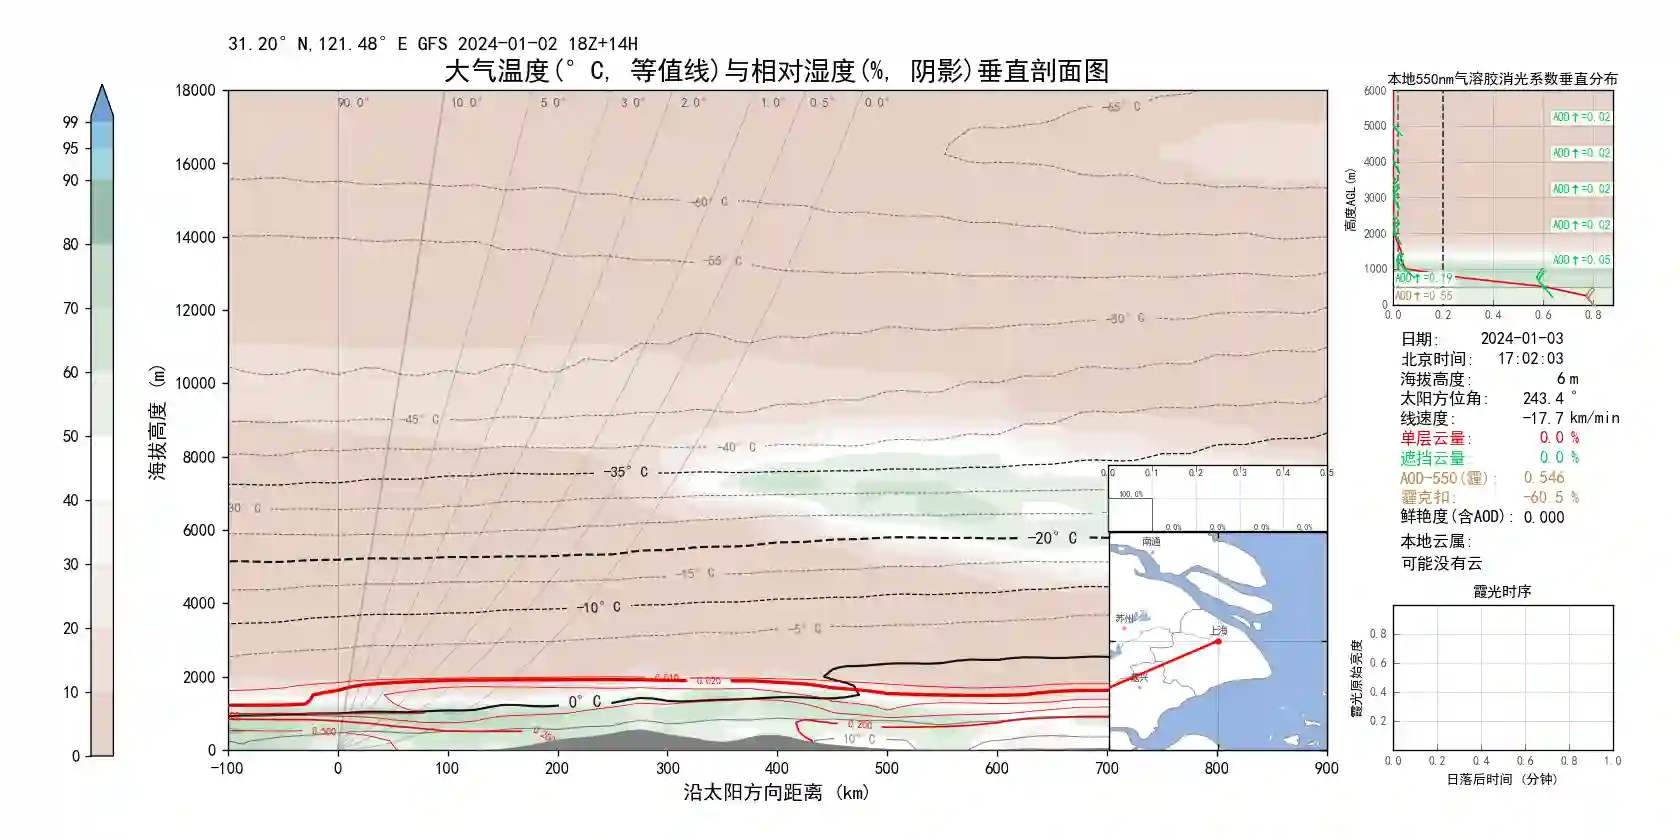 31.20° N,121.48° E GFS 2024-01-02 18Z+14H
大气温度(° C, 等值线)与相对湿度(%, 阴影)垂直剖面图
99
95
90
80
70
60
50
40
30
20
10
0
海拔高度 (m)
18000
16000
14000
12000
10000
8000
6000
4000
2000
0
90.0° 10.0° 5.0° 3.0° 2.0° 1.0° 0.5° 0.0°
-65° C
-60° C
-55° C
-50° C
-45° C
-40° C
-35° C
30° C
-20° C
-15° C
-10° C
-5° C
0.010 0.020
0° C
0.500 0.200 0.200
10° C
-100 0 100 200 300 400 500 600 700 800 900
沿太阳方向距离 (km)
0.0 0.1 0.2 0.3 0.4 0.5
100.0%
0.0% 0.0% 0.0% 0.0%
南通
苏州
上海
嘉兴
本地550nm气溶胶消光系数垂直分布
高度AGL(m)
6000
5000
4000
3000
2000
1000
0
AOD↑=0.02
AOD↑=0.02
AOD↑=0.02
AOD↑=0.02
AOD↑=0.05
AOD↑=0.19
AOD↑=0.55
0.0 0.2 0.4 0.6 0.8
日期: 2024-01-03
北京时间: 17:02:03
海拔高度: 6 m
太阳方位角: 243.4 °
线速度: -17.7 km/min
单层云量: 0.0 %
遮挡云量: 0.0 %
AOD-550(霾): 0.546
霾克扣: -60.5 %
鲜艳度(含AOD): 0.000
本地云属:
可能没有云
霞光时序
霞光原始亮度
0.8
0.6
0.4
0.2
0.0 0.2 0.4 0.6 0.8 1.0
日落后时间 (分钟)